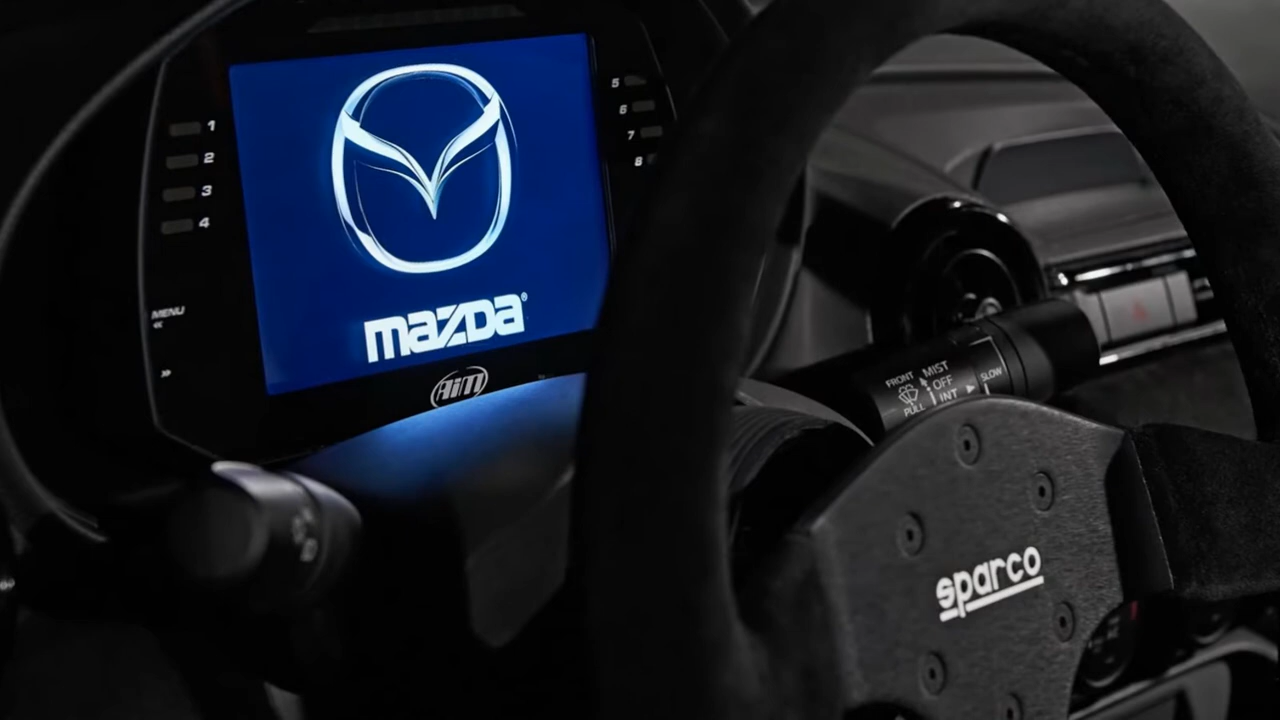 1
2
3
4
MENU
<<
>>
5
6
7
8
mazda®
AiM
FRONT
PULL
MIST
OFF
INT
SLOW
sparco